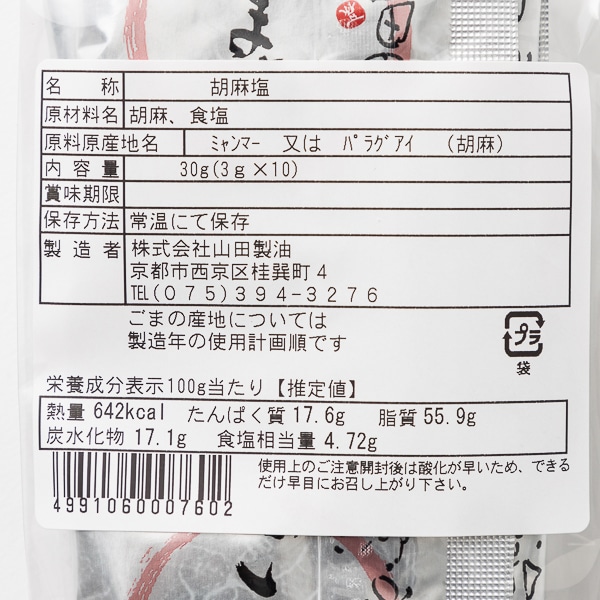 名称 胡麻塩
原材料名 胡麻、食塩
原料原産地名 ミャンマー 又は パラグアイ (胡麻)
内容量 30g(3g×10)
賞味期限
保存方法 常温にて保存
製造者 株式会社山田製油
京都市西京区桂巽町4
TEL(075)394-3276
ごまの産地については
製造年の使用計画順です
プラ
袋
栄養成分表示100g当たり【推定値】
熱量 642kcal たんぱく質 17.6g 脂質 55.9g
炭水化物 17.1g 食塩相当量 4.72g
使用上のご注意開封後は酸化が早いため、できる
だけ早目にお召し上がり下さい。
4991060007602